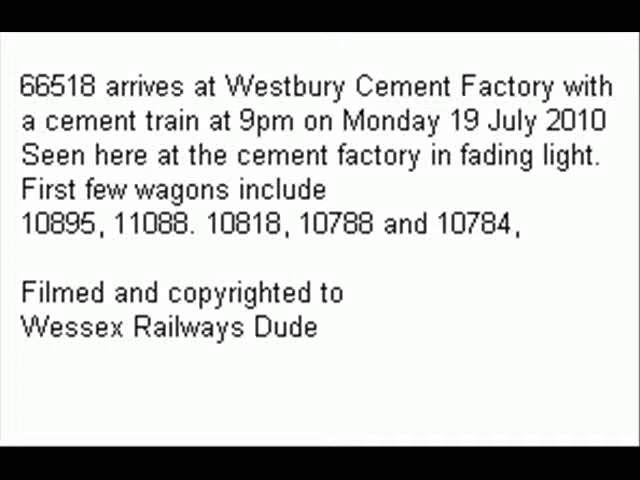 66518 arrives at Westbury Cement Factory with
a cement train at 9pm on Monday 19 July 2010
Seen here at the cement factory in fading light.
First few wagons include
10895, 11088. 10818, 10788 and 10784,
Filmed and copyrighted to
Wessex Railways Dude